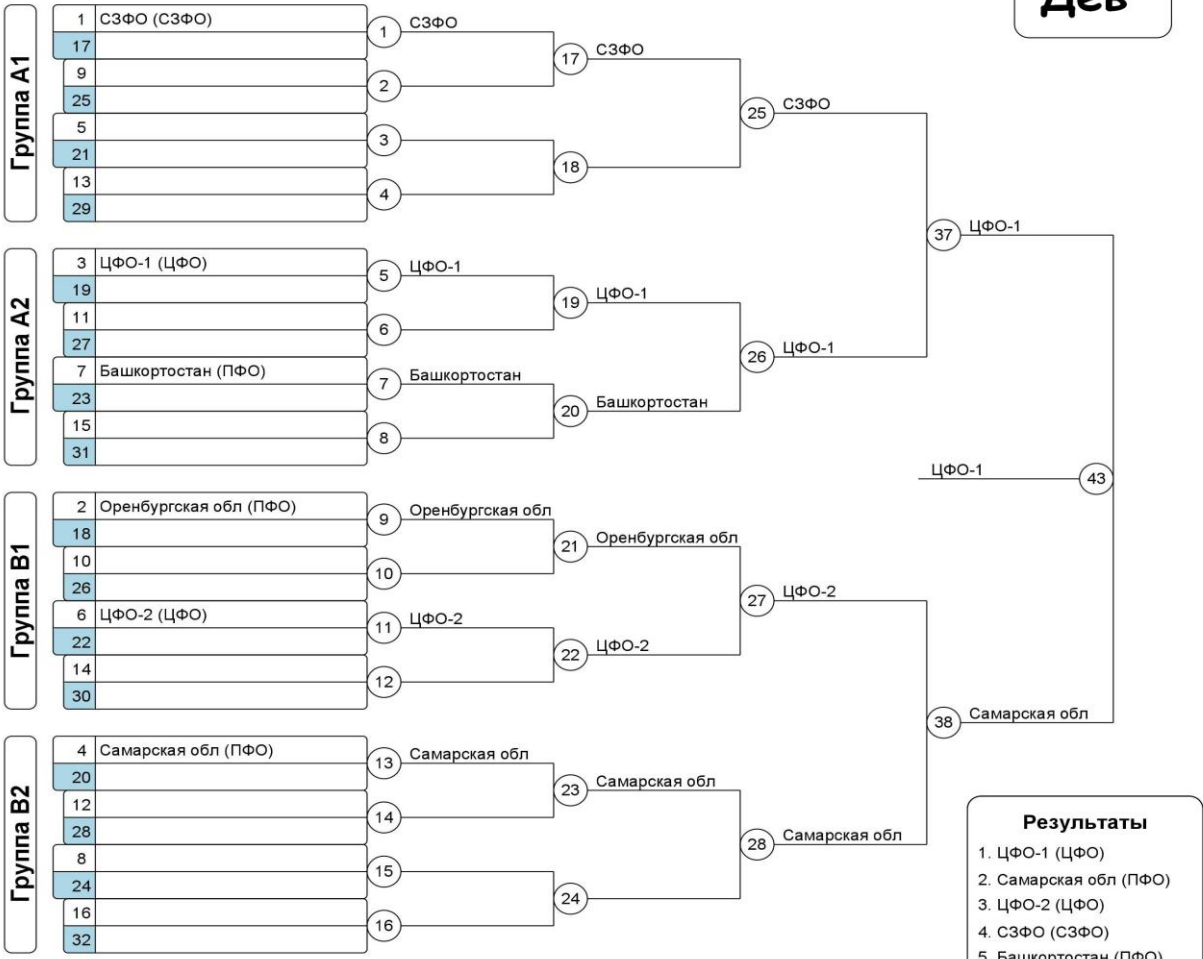 Дев
Группа А1
1 СЗФО (СЗФО)
17
9
25
5
21
13
29
1 СЗФО
2
3
4
17 СЗФО
18
25 СЗФО
Группа А2
3 ЦФО-1 (ЦФО)
19
11
27
7 Башкортостан (ПФО)
23
15
31
5 ЦФО-1
6
7 Башкортостан
8
19 ЦФО-1
20 Башкортостан
26 ЦФО-1
37 ЦФО-1
ЦФО-1 43
Группа В1
2 Оренбургская обл (ПФО)
18
10
26
6 ЦФО-2 (ЦФО)
22
14
30
9 Оренбургская обл
10
11 ЦФО-2
12
21 Оренбургская обл
22 ЦФО-2
27 ЦФО-2
Группа В2
4 Самарская обл (ПФО)
20
12
28
8
24
16
32
13 Самарская обл
14
15
16
23 Самарская обл
24
28 Самарская обл
38 Самарская обл
Результаты
1. ЦФО-1 (ЦФО)
2. Самарская обл (ПФО)
3. ЦФО-2 (ЦФО)
4. СЗФО (СЗФО)
5. Башкортостан (ПФО)